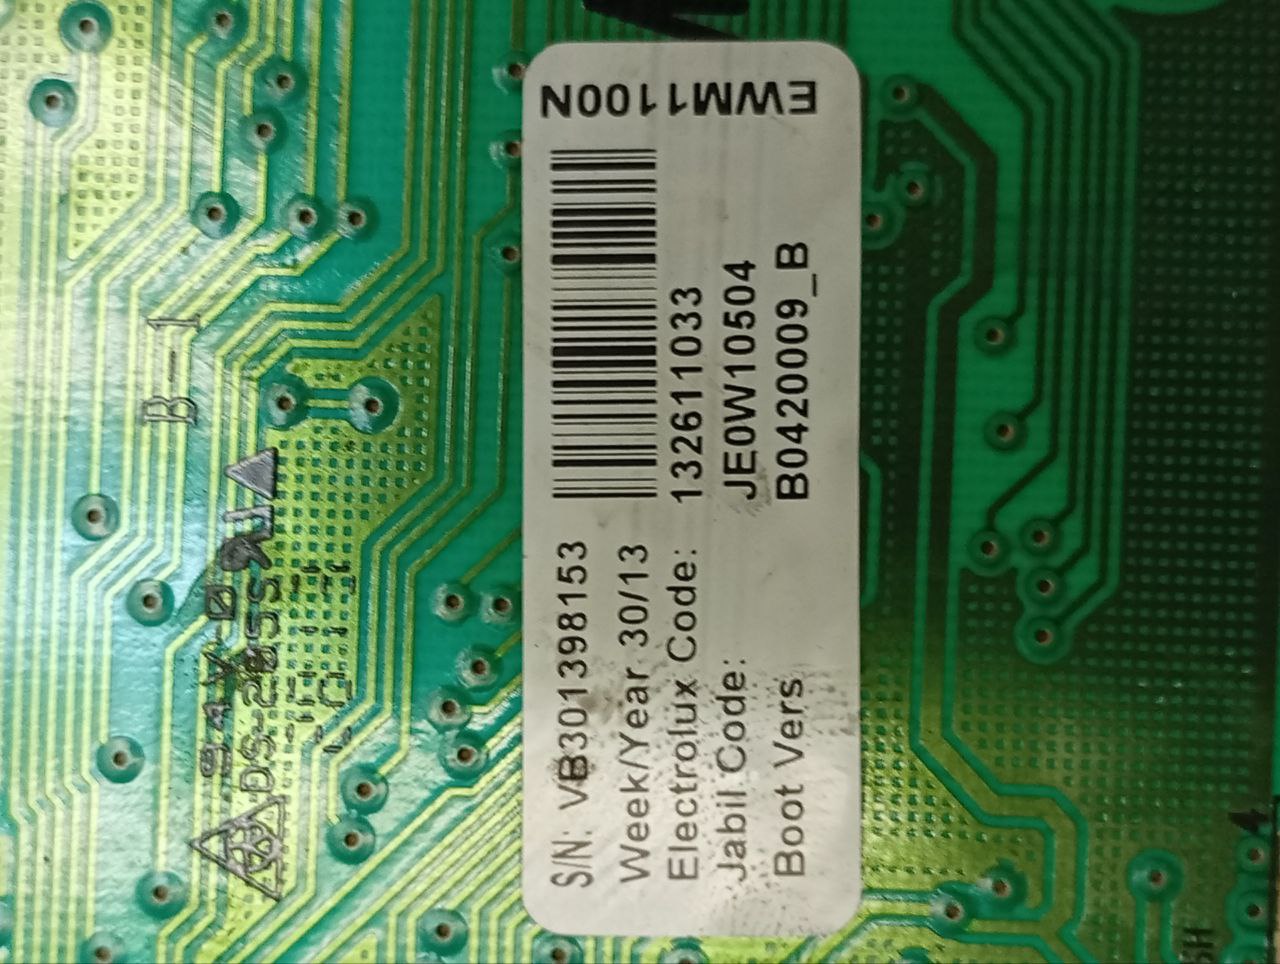 EWM1100N
S/N: VB301398153
Week/Year 30/13
Electrolux Code: 132611033
Jabil Code: JE0W10504
Boot Vers B0420009_B
B-1
94V-0